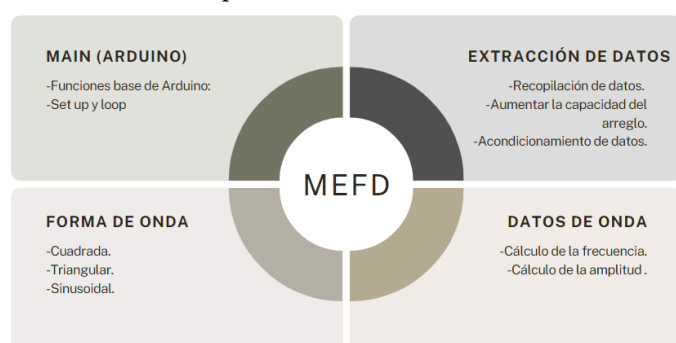 MAIN (ARDUINO)
-Funciones base de Arduino:
-Set up y loop
EXTRACCIÓN DE DATOS
-Recopilación de datos.
-Aumentar la capacidad del
arreglo.
-Acondicionamiento de datos.
MEFD
FORMA DE ONDA
-Cuadrada.
-Triangular.
-Sinusoidal.
DATOS DE ONDA
-Cálculo de la frecuencia.
-Cálculo de la amplitud .